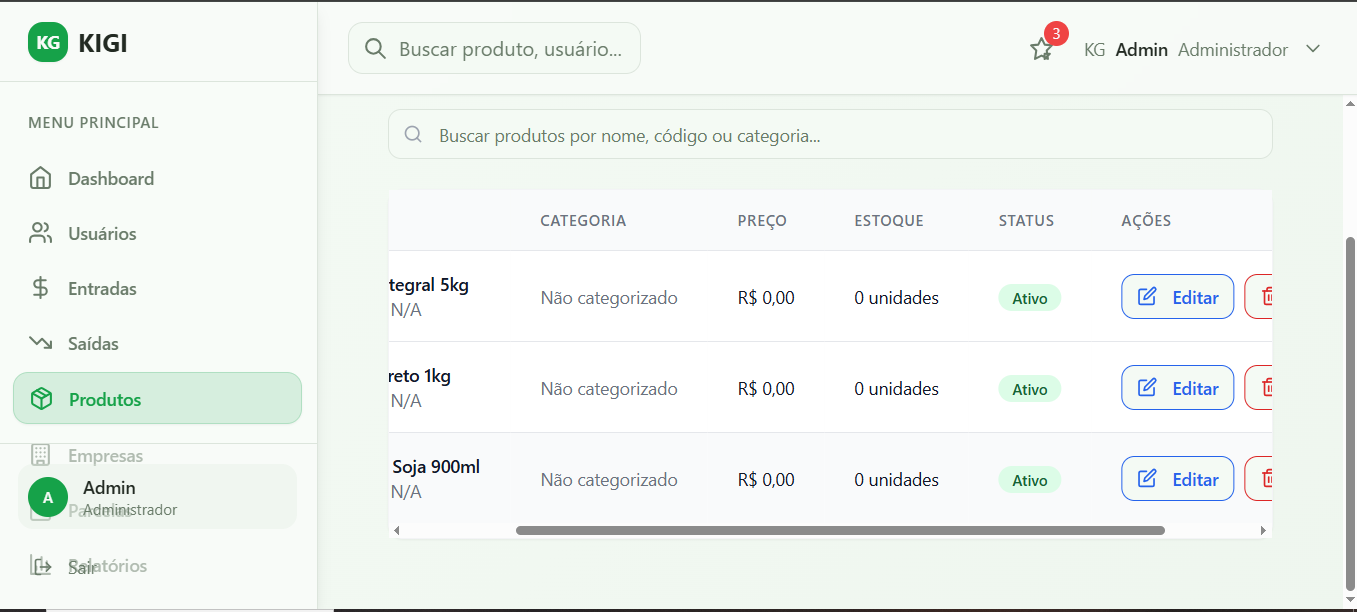 KG KIGI
Buscar produto, usuário...
3
KG Admin Administrador
MENU PRINCIPAL
Dashboard
Usuários
Entradas
Saídas
Produtos
Empresas
A Admin
Administrador
Parcelas
Relatórios
Sair
Buscar produtos por nome, código ou categoria...
CATEGORIA PREÇO ESTOQUE STATUS AÇÕES
tegral 5kg
N/A
Não categorizado R$ 0,00 0 unidades Ativo Editar
reto 1kg
N/A
Não categorizado R$ 0,00 0 unidades Ativo Editar
Soja 900ml
N/A
Não categorizado R$ 0,00 0 unidades Ativo Editar